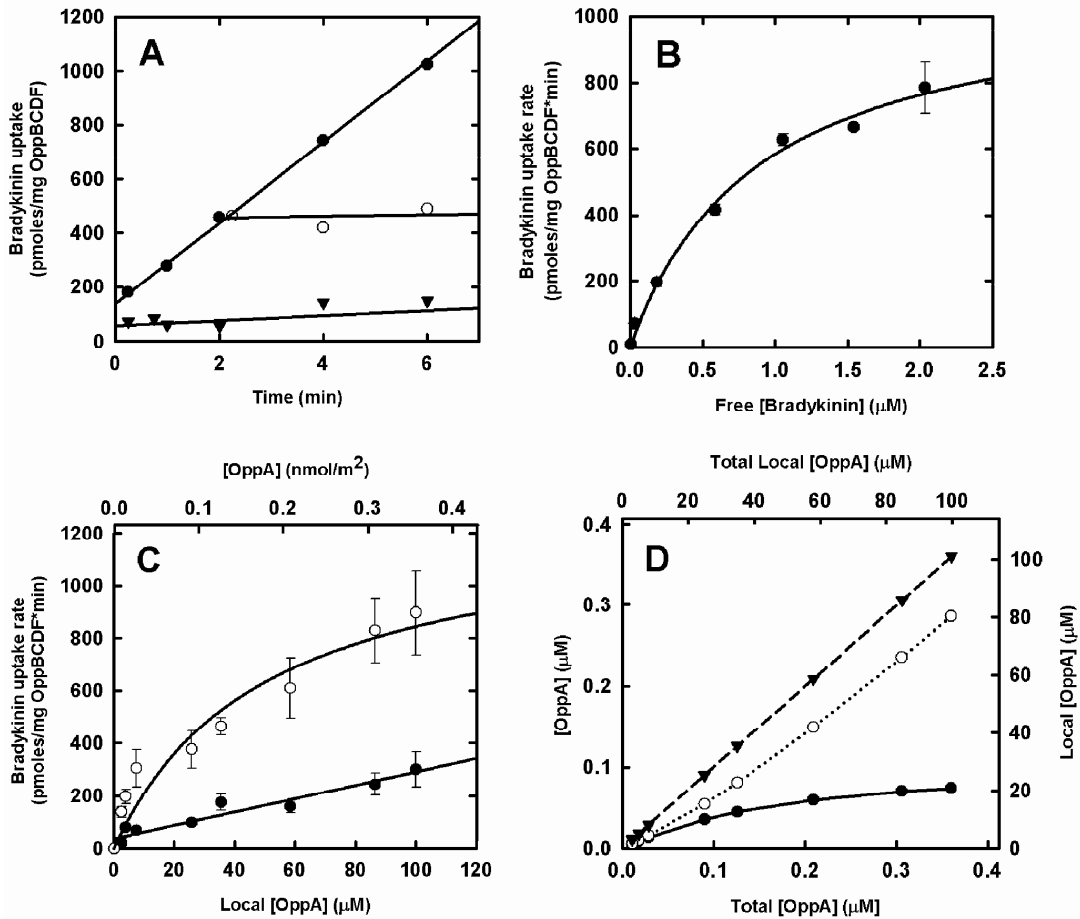 A
Bradykinin uptake
(pmoles/mg OppBCDF)
1200
1000
800
600
400
200
0
0 2 4 6
Time (min)
B
Bradykinin uptake rate
(pmoles/mg OppBCDF*min)
1000
800
600
400
200
0
0.0 0.5 1.0 1.5 2.0 2.5
Free [Bradykinin] (µM)
[OppA] (nmol/m2)
0.0 0.1 0.2 0.3 0.4
C
Bradykinin uptake rate
(pmoles/mg OppBCDF*min)
1200
1000
800
600
400
200
0
0 20 40 60 80 100 120
Local [OppA] (µM)
Total Local [OppA] (µM)
0 20 40 60 80 100
D
[OppA] (µM)
0.4
0.3
0.2
0.1
0.0
100
80
60
40
20
0
Local [OppA] (µM)
0.0 0.1 0.2 0.3 0.4
Total [OppA] (µM]